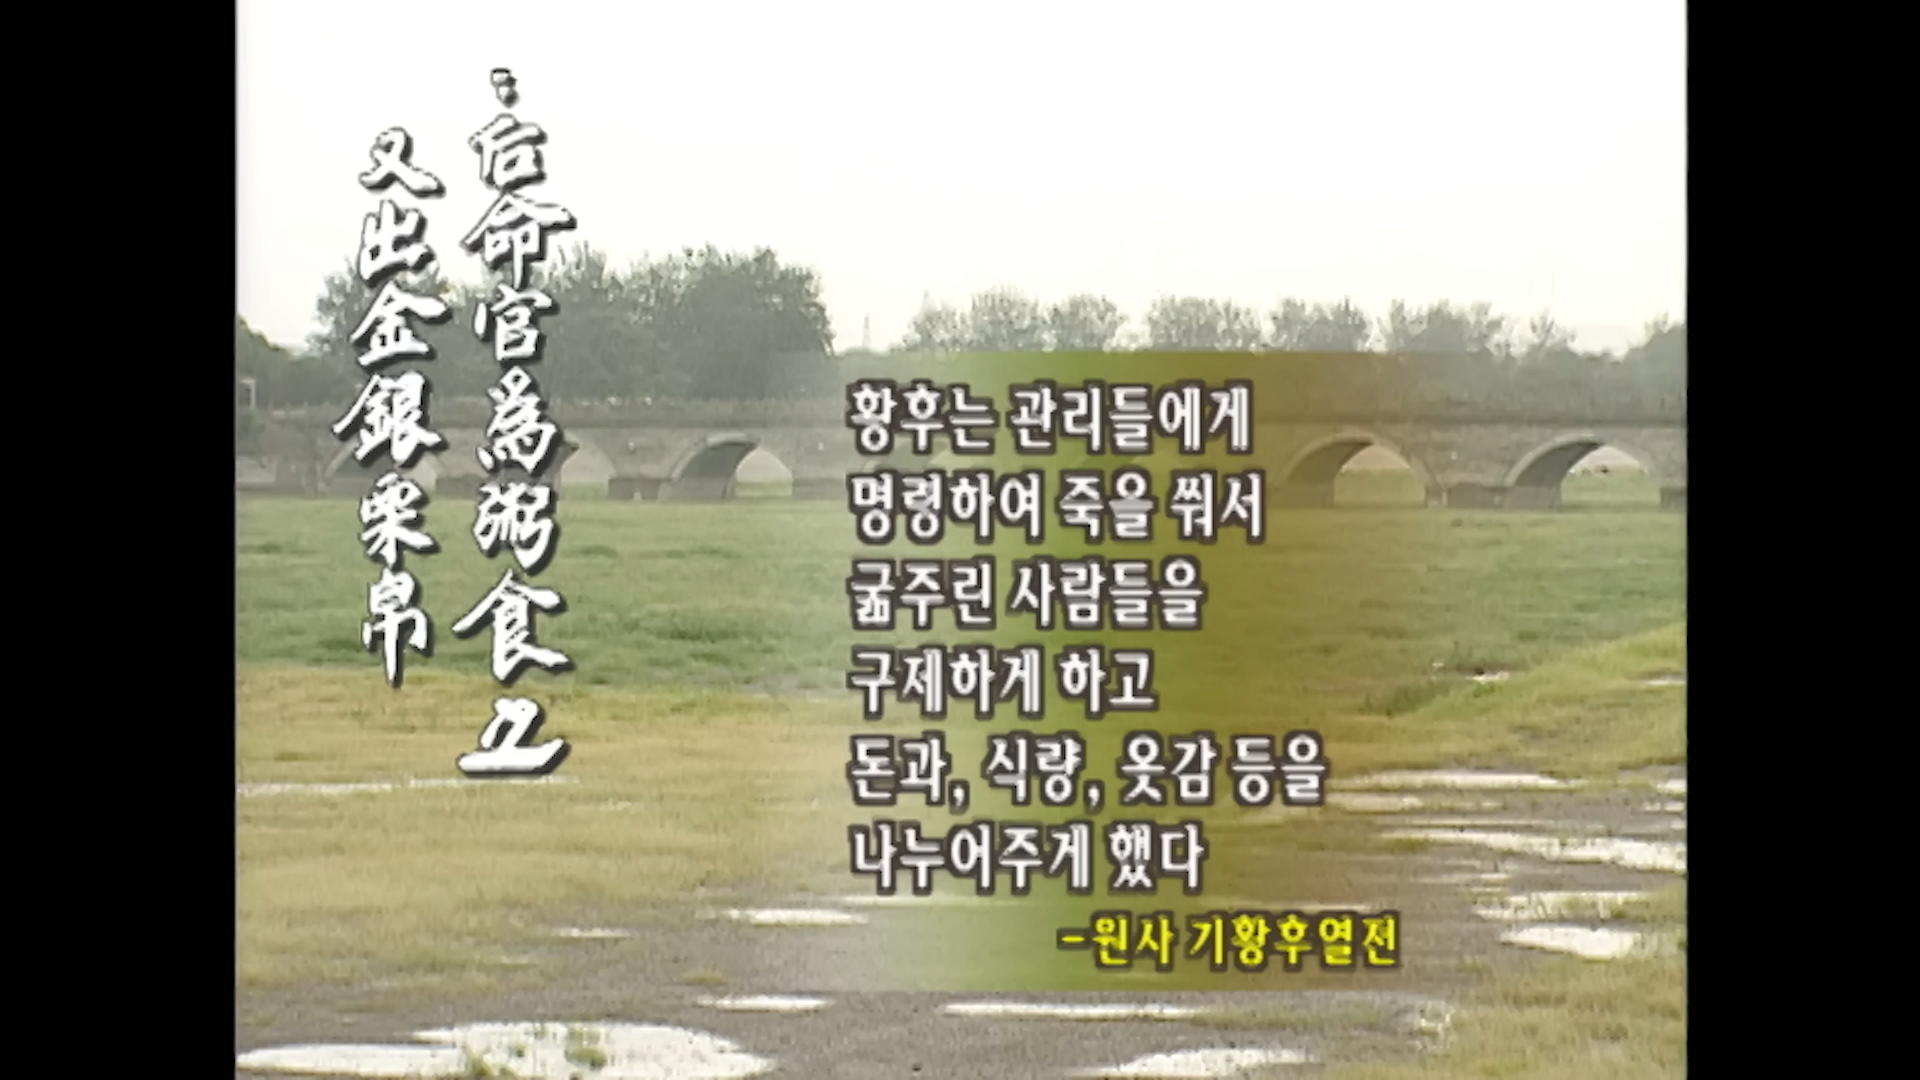 后命官為粥食之
又出金銀粟帛
황후는 관리들에게
명령하여 죽을 쒀서
굶주린 사람들을
구제하게 하고
돈과, 식량, 옷감 등을
나누어주게 했다
-원사 기황후열전